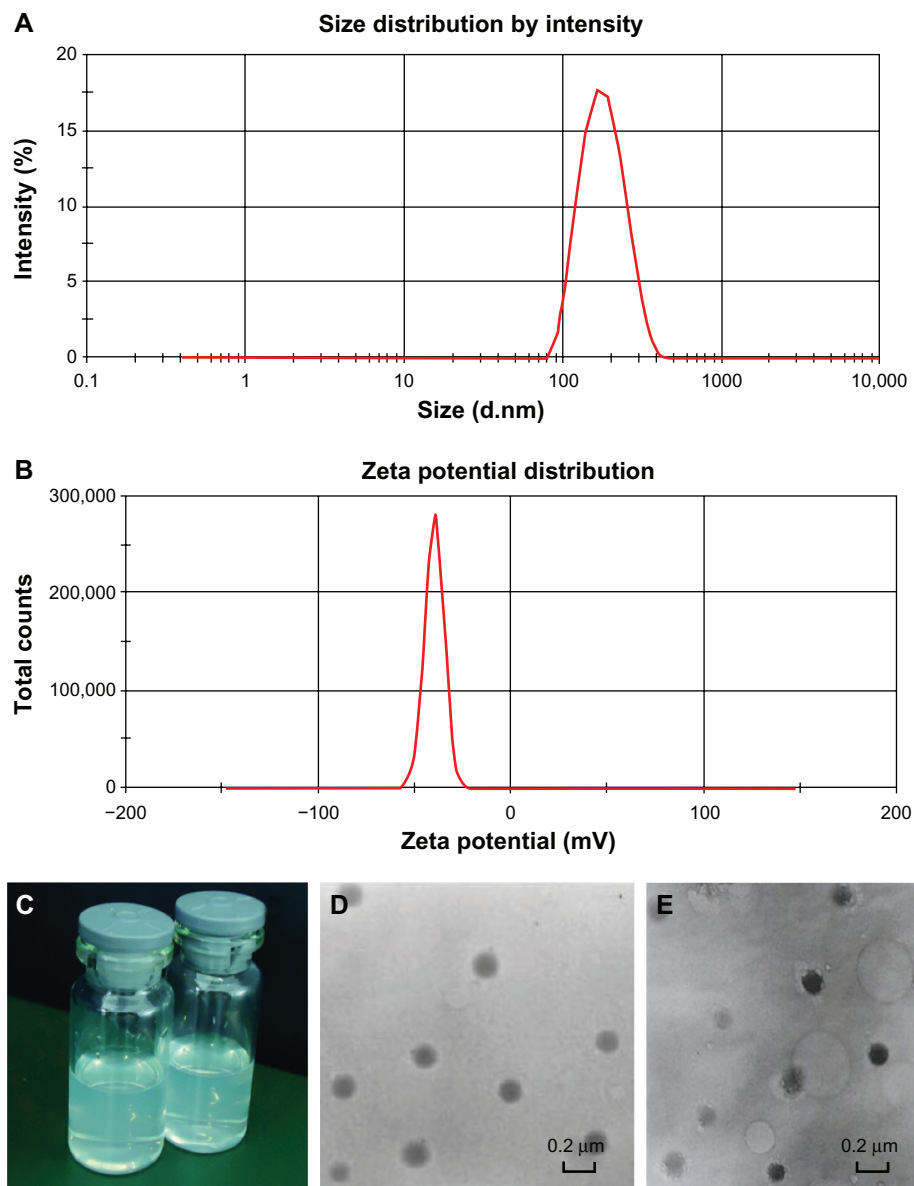 A
Size distribution by intensity
20
15
10
5
0
Intensity (%)
0.1 1 10 100 1000 10,000
Size (d.nm)
B
Zeta potential distribution
300,000
200,000
100,000
0
Total counts
−200 −100 0 100 200
Zeta potential (mV)
C D E
0.2 μm 0.2 μm